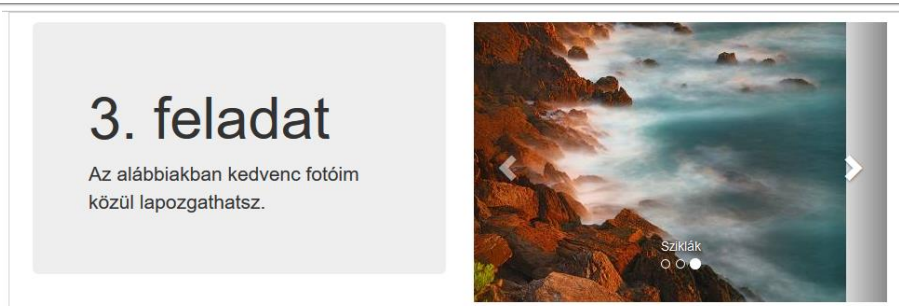 3. feladat
Az alábbiakban kedvenc fotóim
közül lapozgathatsz.
Sziklák